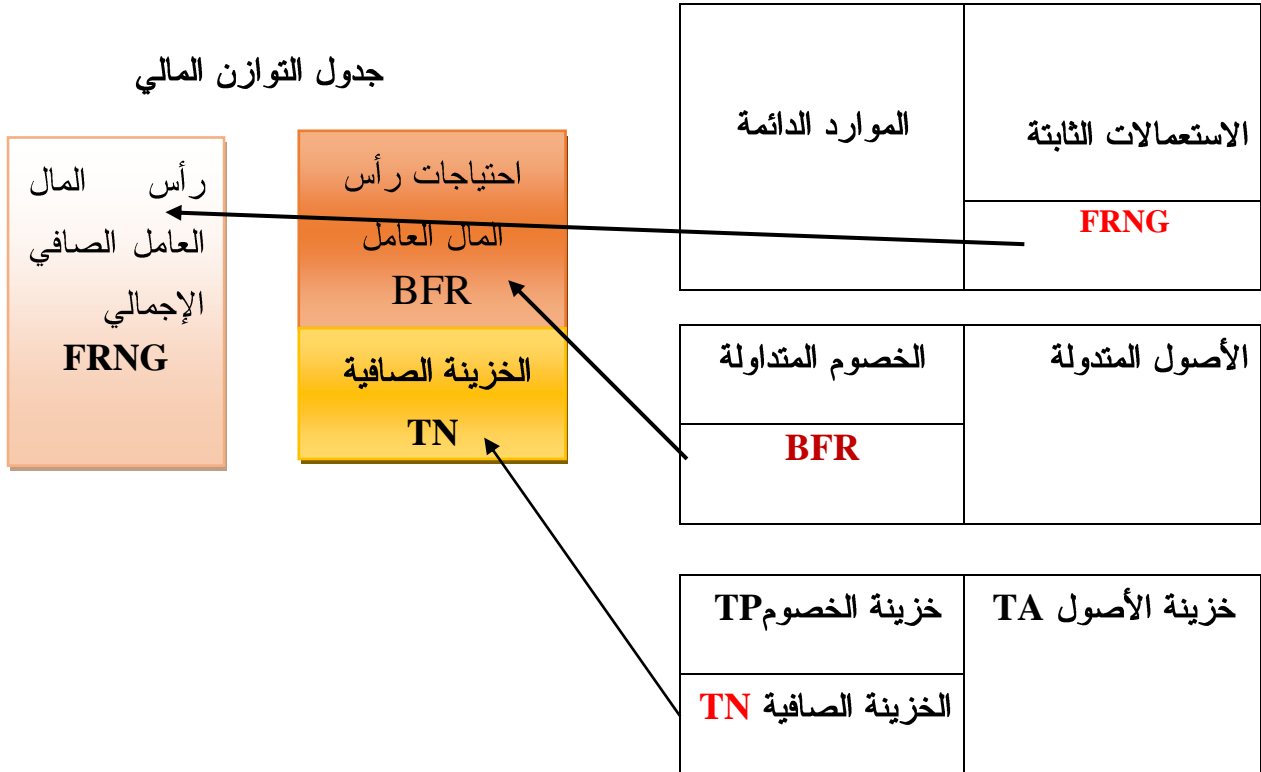 جدول التوازن المالي
الاستعمالات الثابتة
الموارد الدائمة
FRNG
احتياجات رأس
المال العامل
BFR
الخزينة الصافية
TN
رأس المال
العامل الصافي
الإجمالي
FRNG
الأصول المتدولة
الخصوم المتداولة
BFR
خزينة الأصول TA
خزينة الخصومTP
الخزينة الصافية TN